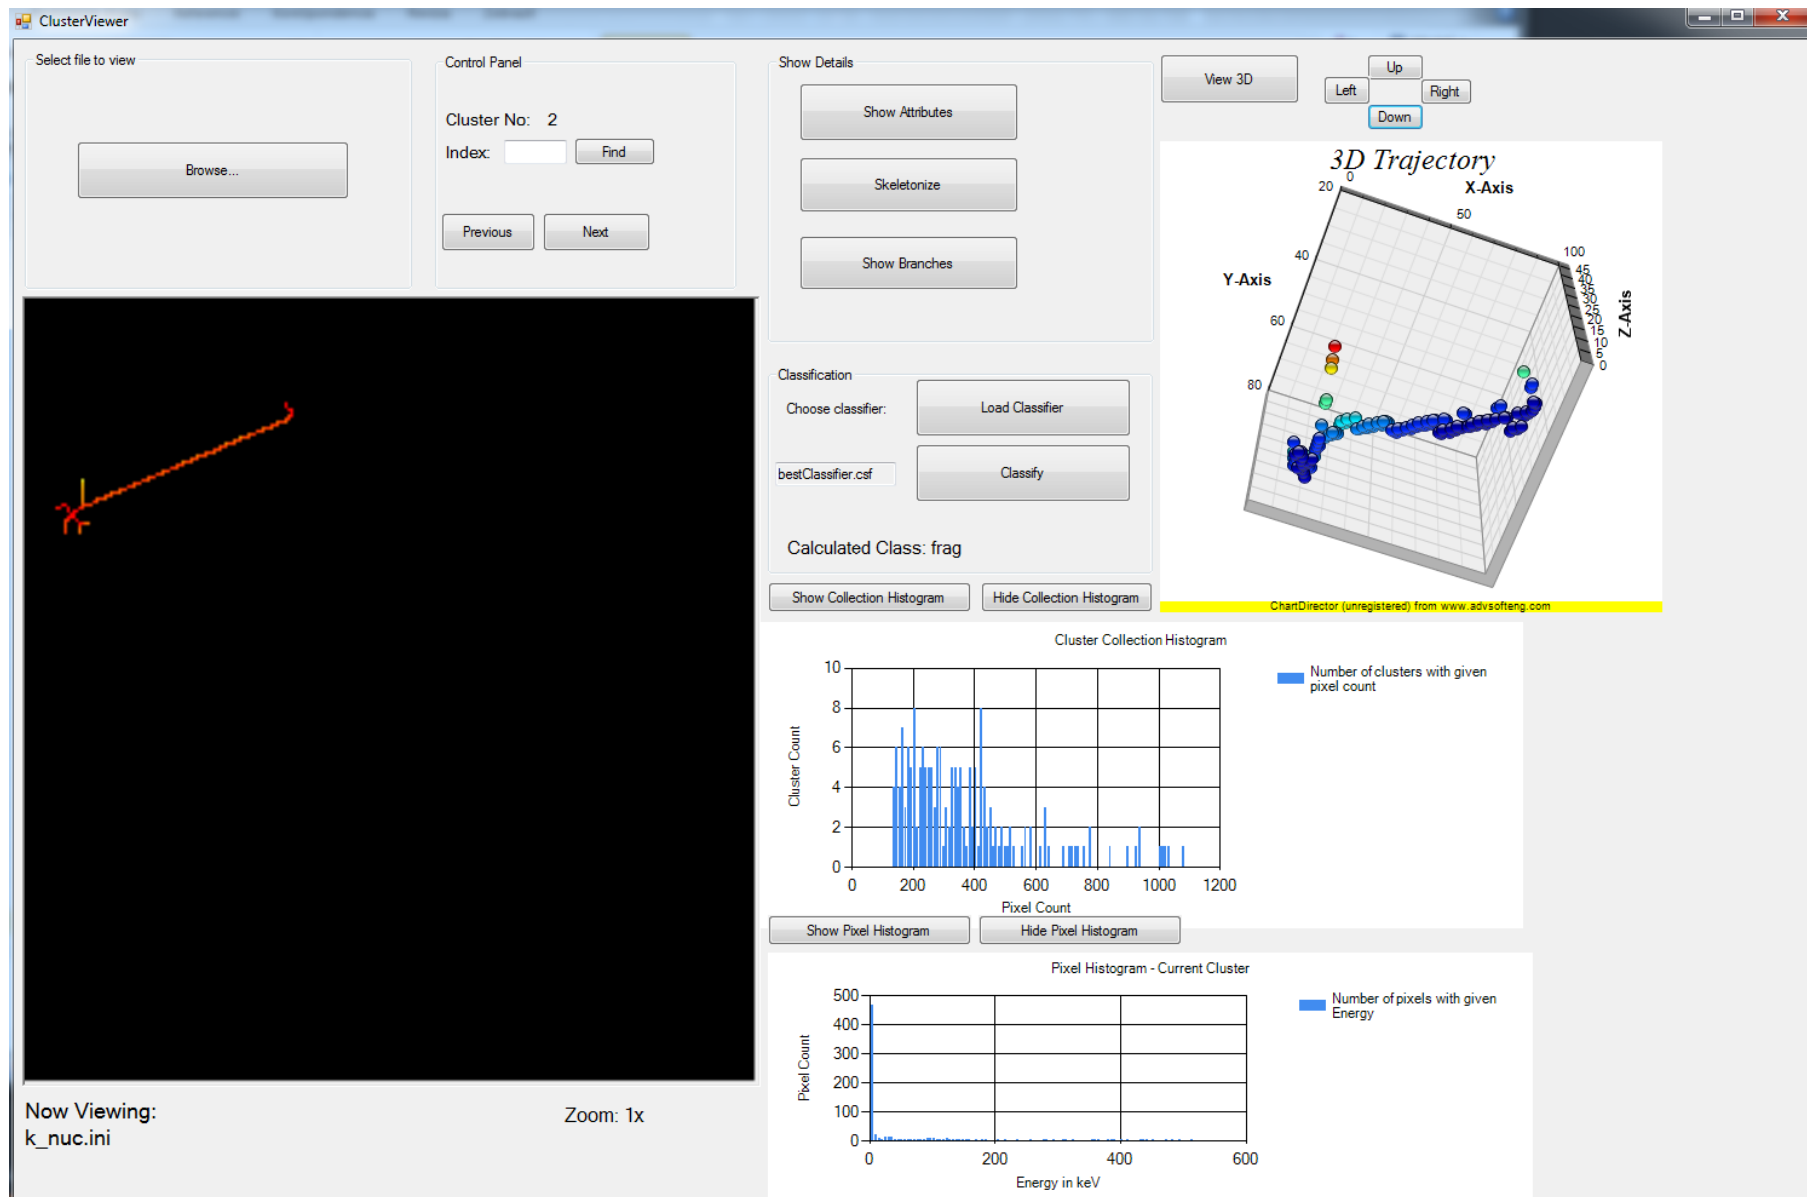 ClusterViewer
Select file to view
Browse...
Control Panel
Cluster No: 2
Index:
Find
Previous
Next
Show Details
Show Attributes
Skeletonize
Show Branches
Classification
Choose classifier:
Load Classifier
bestClassifier.csf
Classify
Calculated Class: frag
View 3D
Up
Left
Right
Down
3D Trajectory
X-Axis
0
50
100
Y-Axis
20
40
60
80
Z-Axis
45
40
35
30
25
20
15
10
5
0
ChartDirector (unregistered) from www.advsofteng.com
Show Collection Histogram
Hide Collection Histogram
Cluster Collection Histogram
Number of clusters with given
pixel count
Cluster Count
10
8
6
4
2
0
0 200 400 600 800 1000 1200
Pixel Count
Show Pixel Histogram
Hide Pixel Histogram
Pixel Histogram - Current Cluster
Number of pixels with given
Energy
Pixel Count
500
400
300
200
100
0
0 200 400 600
Energy in keV
Now Viewing:
k_nuc.ini
Zoom: 1x